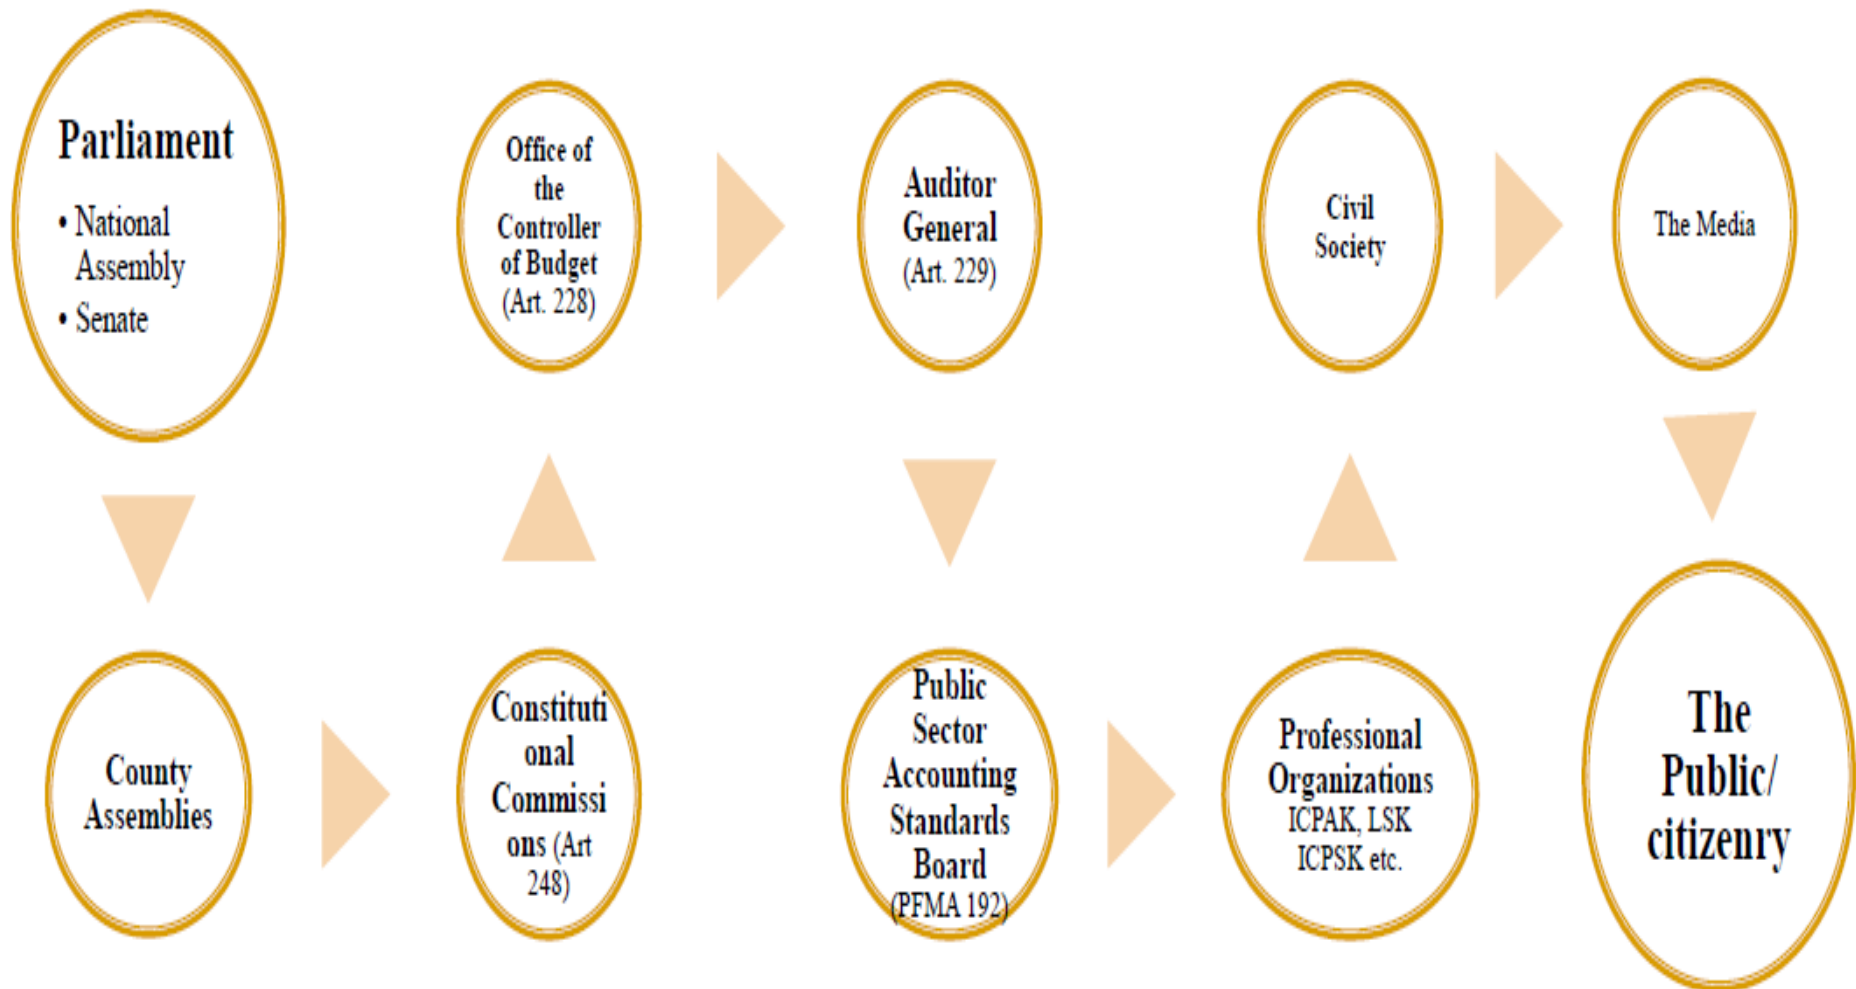 Parliament
• National
Assembly
• Senate
County
Assemblies
Constituti
onal
Commissi
ons (Art
248)
Office of
the
Controller
of Budget
(Art. 228)
Auditor
General
(Art. 229)
Public
Sector
Accounting
Standards
Board
(PFMA 192)
Professional
Organizations
ICPAK, LSK
ICPSK etc.
Civil
Society
The Media
The
Public/
citizenry